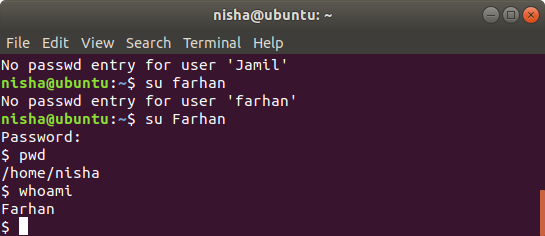 nisha@ubuntu: ~
File Edit View Search Terminal Help
No passwd entry for user 'Jamil'
nisha@ubuntu:~$ su farhan
No passwd entry for user 'farhan'
nisha@ubuntu:~$ su Farhan
Password:
$ pwd
/home/nisha
$ whoami
Farhan
$